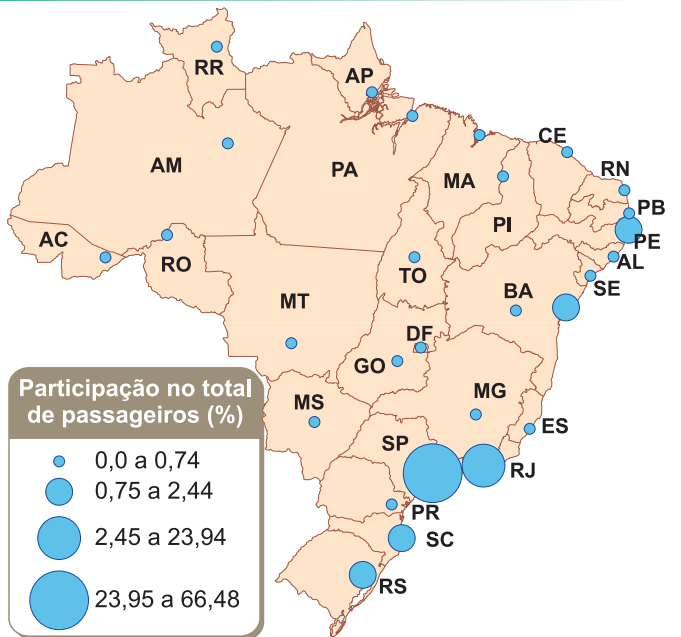 RR
AP
CE
AM
PA
MA
RN
PB
PI
PE
AC
AL
RO
TO
SE
MT
BA
DF
GO
MG
MS
ES
SP
RJ
PR
SC
RS
Participação no total
de passageiros (%)
0,0 a 0,74
0,75 a 2,44
2,45 a 23,94
23,95 a 66,48